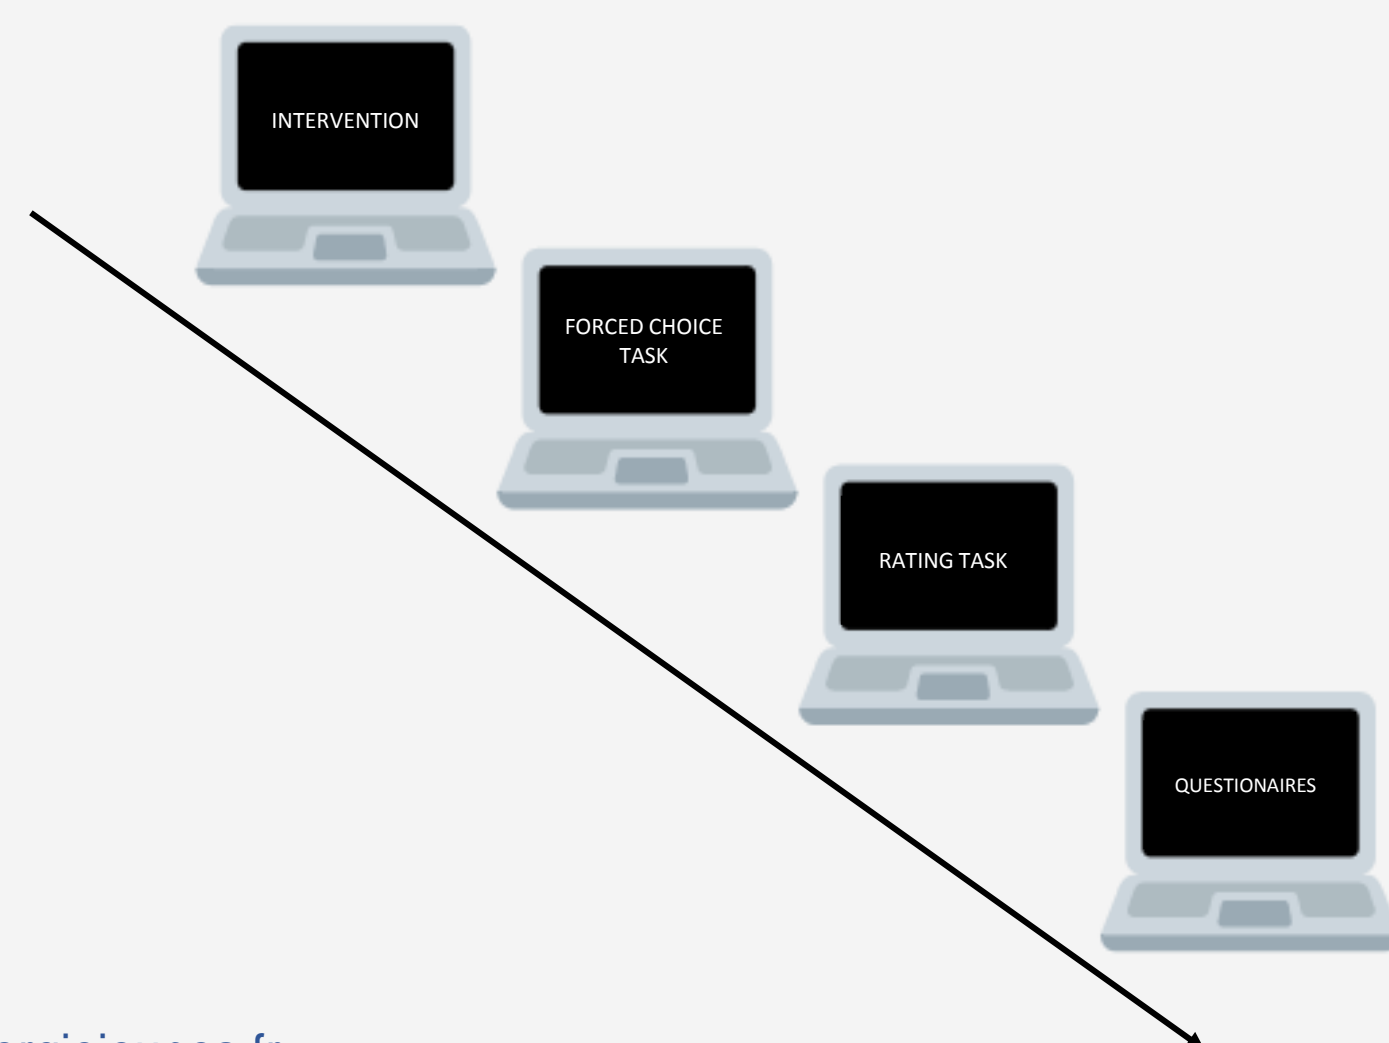 INTERVENTION
FORCED CHOICE
TASK
RATING TASK
QUESTIONAIRES